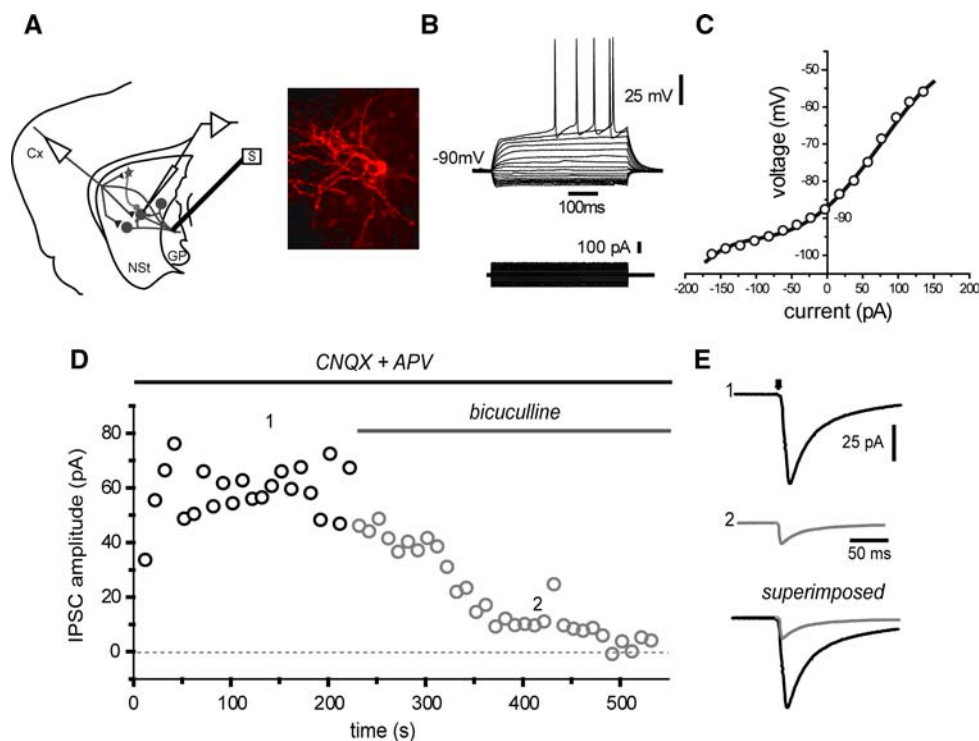 A
Cx
NSt
GP
S
B
25 mV
-90mV
100ms
100 pA
C
-50
-60
-70
-80
-90
-100
voltage (mV)
-200 -150 -100 -50 0 50 100 150 200
current (pA)
D
CNQX + APV
bicuculline
1
2
80
60
40
20
0
IPSC amplitude (pA)
0 100 200 300 400 500
time (s)
E
1
25 pA
2
50 ms
superimposed